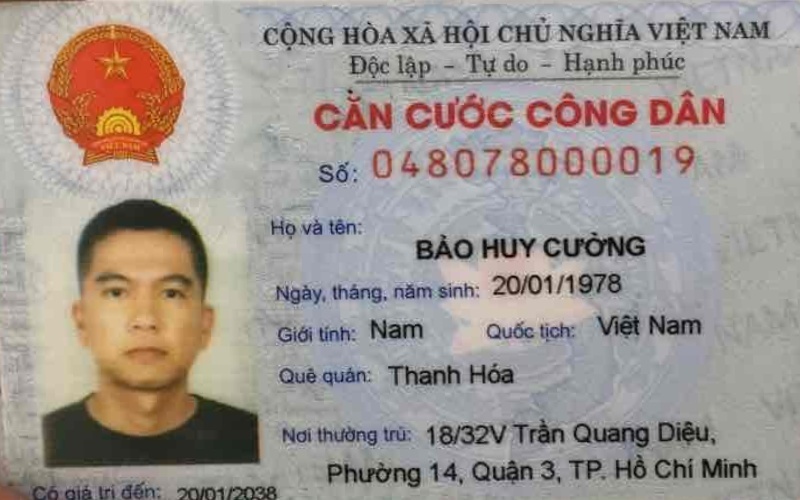 CỘNG HÒA XÃ HỘI CHỦ NGHĨA VIỆT NAM
Độc lập - Tự do - Hạnh phúc
CĂN CƯỚC CÔNG DÂN
Số: 048078000019
Họ và tên:
BẢO HUY CƯỜNG
Ngày, tháng, năm sinh: 20/01/1978
Giới tính: Nam Quốc tịch: Việt Nam
Quê quán: Thanh Hóa
Nơi thường trú: 18/32V Trần Quang Diệu,
Phường 14, Quận 3, TP. Hồ Chí Minh
Có giá trị đến: 20/01/2038